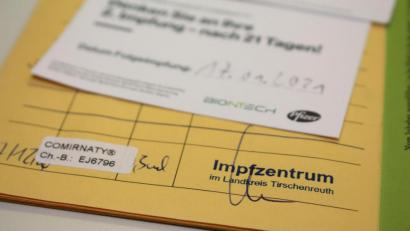 Denken Sie an Ihre
2. Impfung – nach 21 Tagen!
Datum Folgeimpfung: 17.01.2021
BIONTECH
Pfizer
COMIRNATY®
Ch.-B.: EJ6796
Impfzentrum
im Landkreis Tirschenreuth